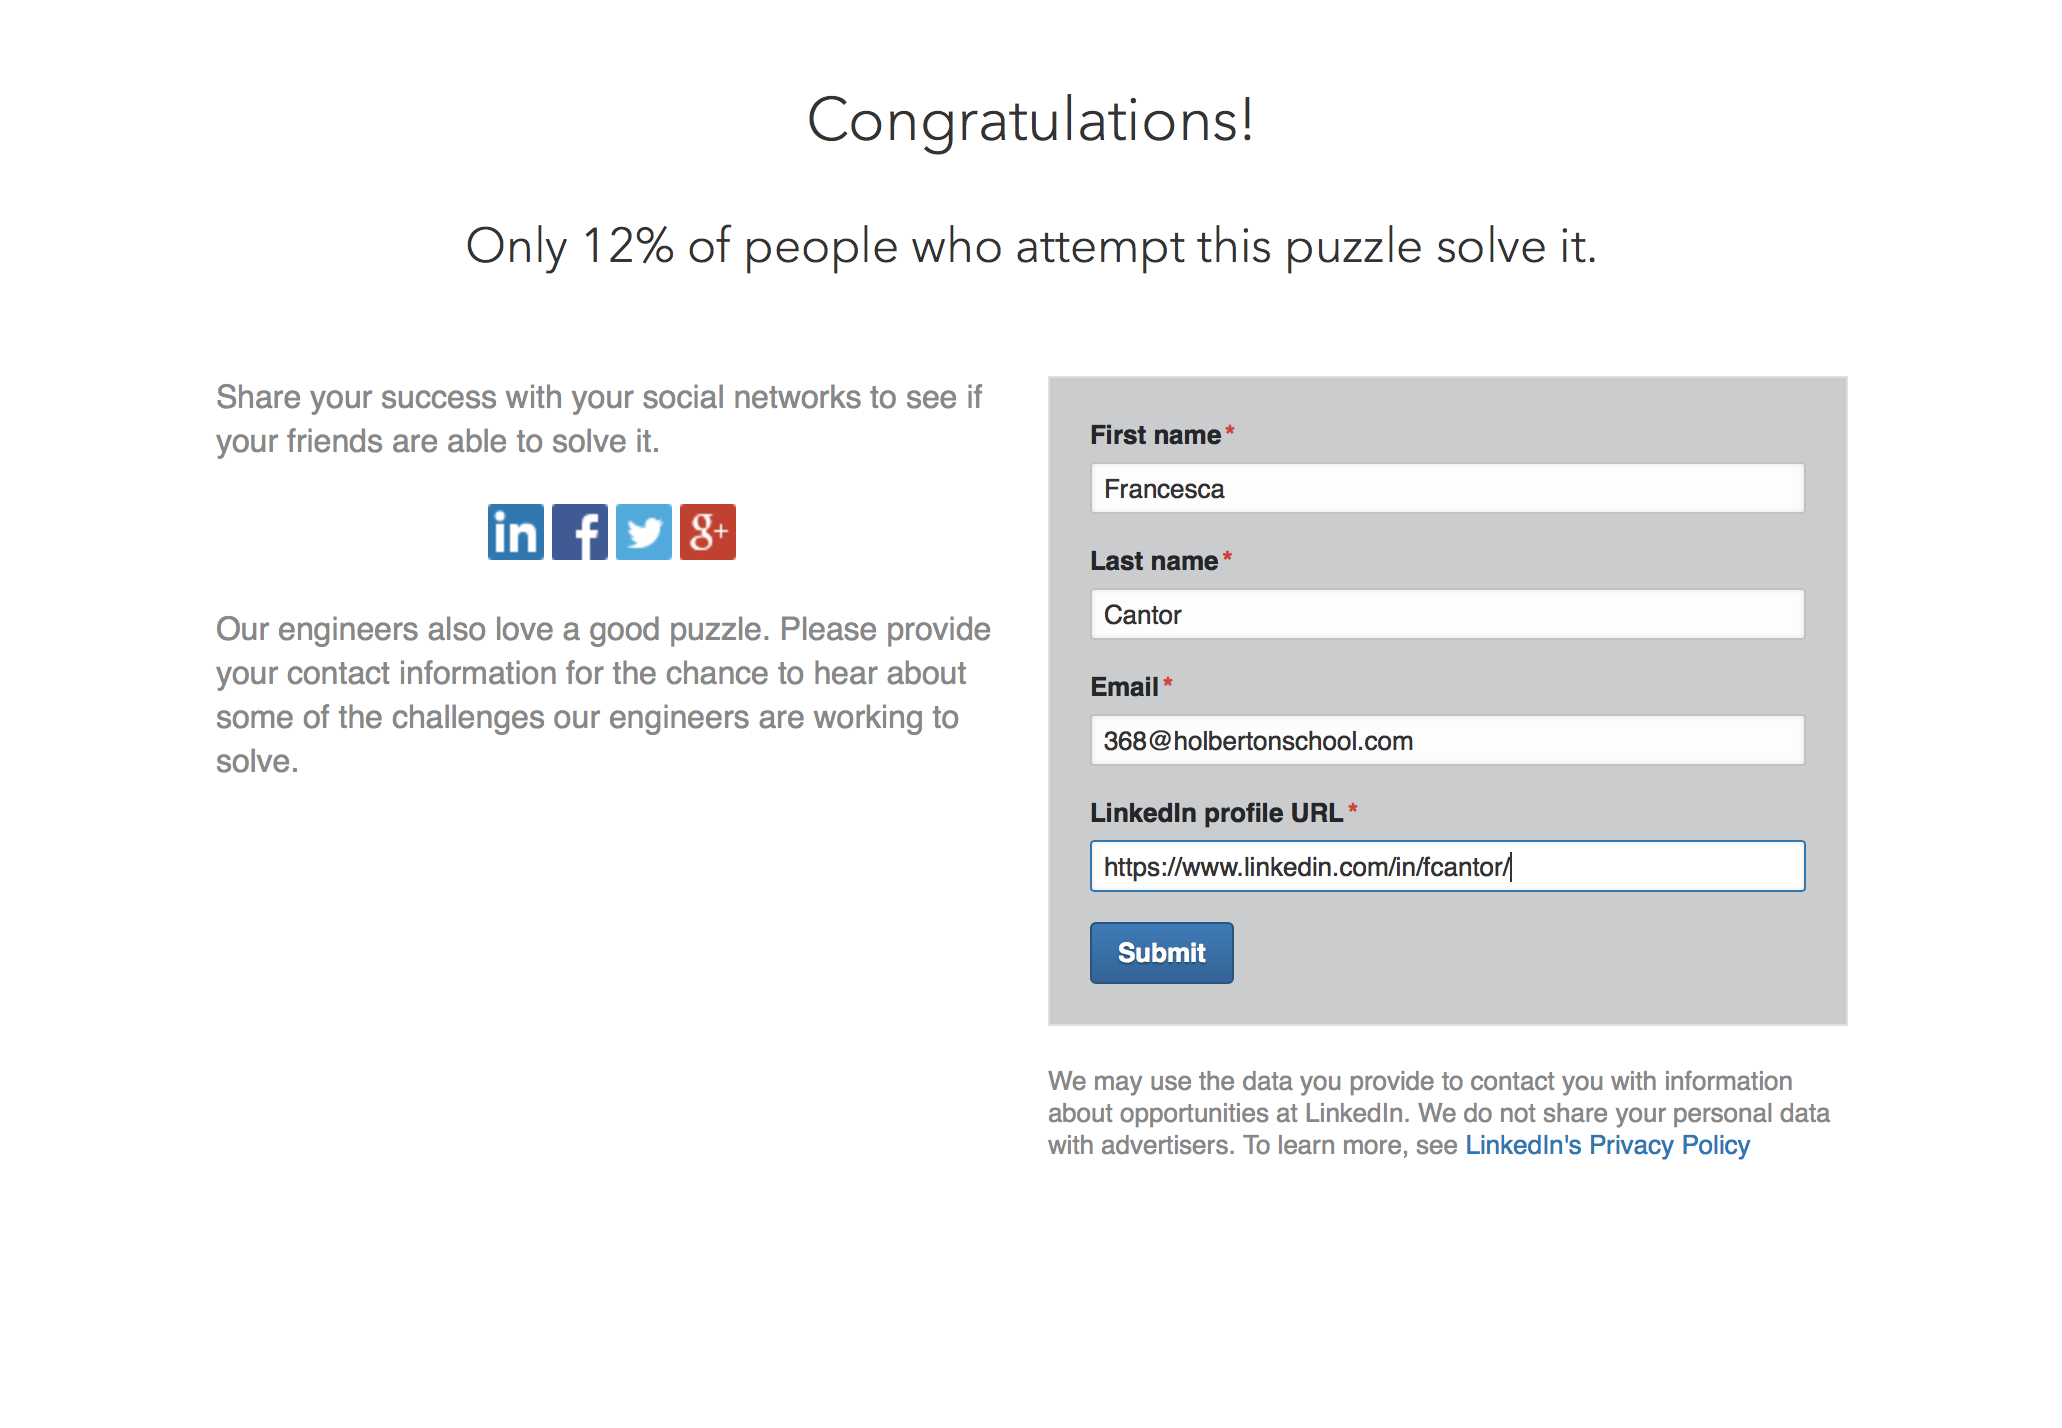 Congratulations!
Only 12% of people who attempt this puzzle solve it.
Share your success with your social networks to see if
your friends are able to solve it.
in f g+
Our engineers also love a good puzzle. Please provide
your contact information for the chance to hear about
some of the challenges our engineers are working to
solve.
First name*
Francesca
Last name*
Cantor
Email*
368@holbertonschool.com
LinkedIn profile URL*
https://www.linkedin.com/in/fcantor/
Submit
We may use the data you provide to contact you with information
about opportunities at LinkedIn. We do not share your personal data
with advertisers. To learn more, see LinkedIn's Privacy Policy